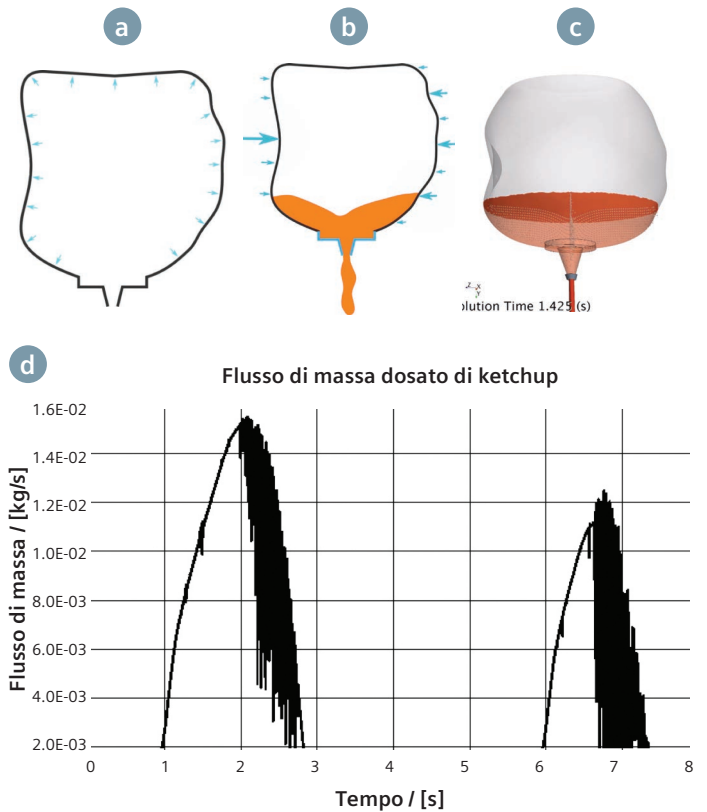 a
b
c
z x
y
olution Time 1.425 (s)
d
Flusso di massa dosato di ketchup
Flusso di massa / [kg/s]
1.6E-02
1.4E-02
1.2E-02
1.0E-02
8.0E-03
6.0E-03
4.0E-03
2.0E-03
0 1 2 3 4 5 6 7 8
Tempo / [s]